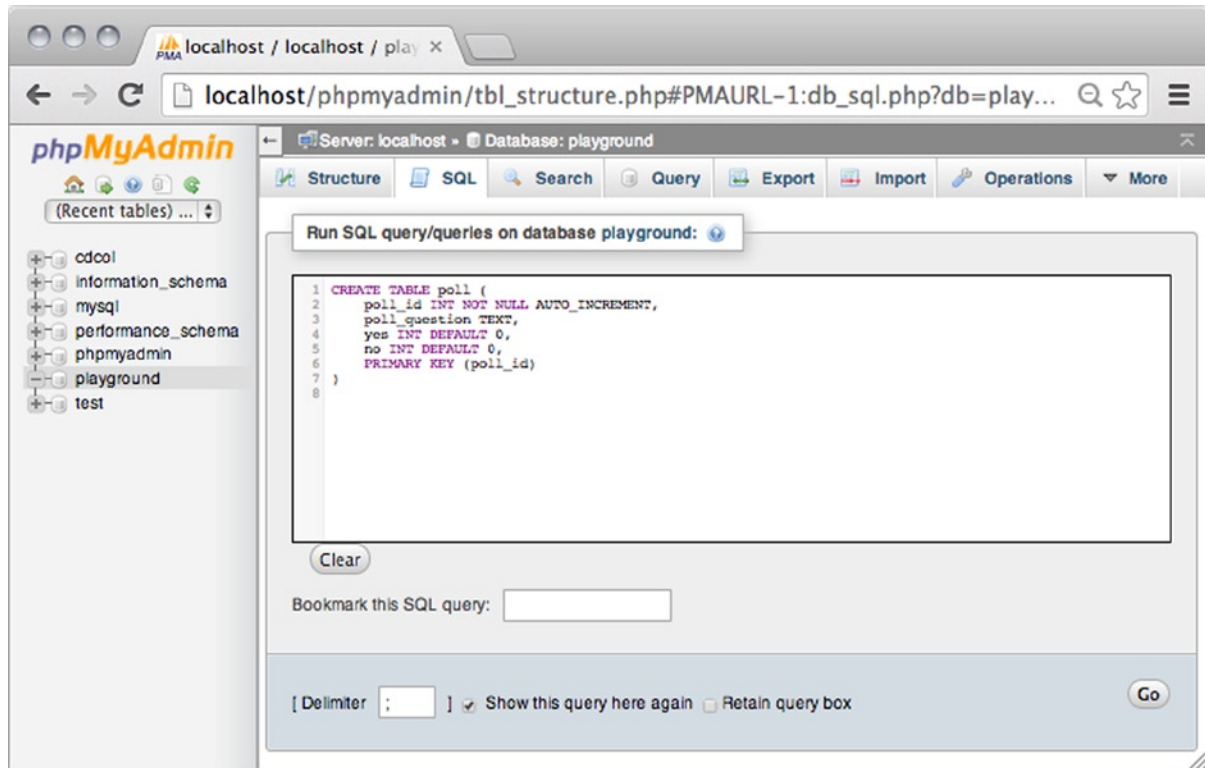 localhost / localhost / play ×
localhost/phpmyadmin/tbl_structure.php#PMAURL-1:db_sql.php?db=play...
phpMyAdmin
(Recent tables) ...
cdcol
information_schema
mysql
performance_schema
phpmyadmin
playground
test
Server: localhost » Database: playground
Structure SQL Search Query Export Import Operations More
Run SQL query/queries on database playground:
1 CREATE TABLE poll (
2 poll_id INT NOT NULL AUTO_INCREMENT,
3 poll_question TEXT,
4 yes INT DEFAULT 0,
5 no INT DEFAULT 0,
6 PRIMARY KEY (poll_id)
7 )
8
Clear
Bookmark this SQL query:
[ Delimiter ; ] Show this query here again Retain query box
Go